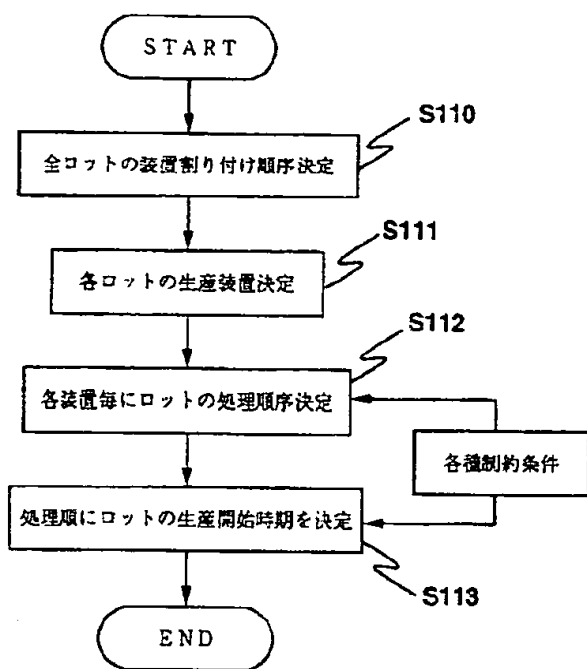 START
S110
全ロットの装置割り付け順序決定
S111
各ロットの生産装置決定
S112
各装置毎にロットの処理順序決定
各種制約条件
処理順にロットの生産開始時期を決定
S113
END